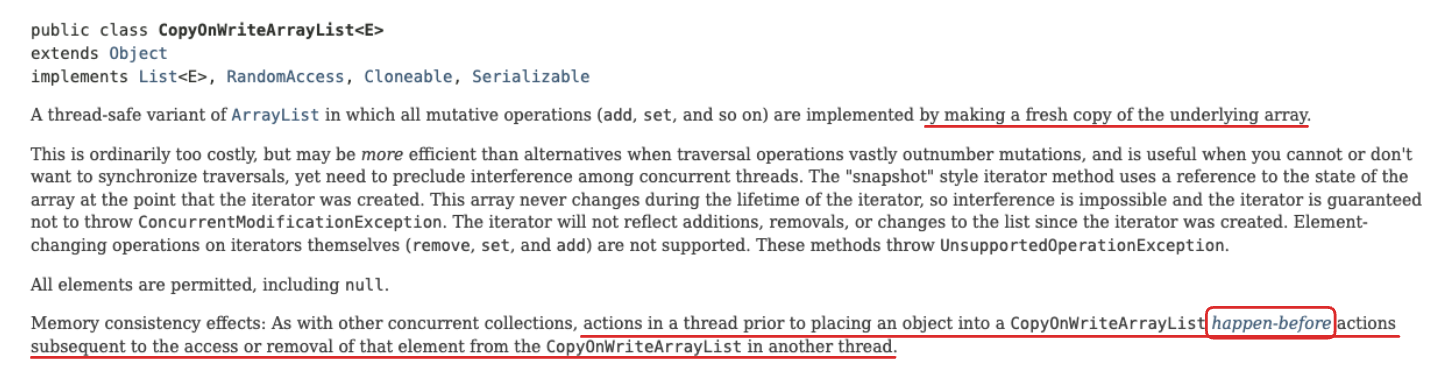 public class CopyOnWriteArrayList<E>
extends Object
implements List<E>, RandomAccess, Cloneable, Serializable
A thread-safe variant of ArrayList in which all mutative operations (add, set, and so on) are implemented by making a fresh copy of the underlying array.
This is ordinarily too costly, but may be more efficient than alternatives when traversal operations vastly outnumber mutations, and is useful when you cannot or don't
want to synchronize traversals, yet need to preclude interference among concurrent threads. The "snapshot" style iterator method uses a reference to the state of the
array at the point that the iterator was created. This array never changes during the lifetime of the iterator, so interference is impossible and the iterator is guaranteed
not to throw ConcurrentModificationException. The iterator will not reflect additions, removals, or changes to the list since the iterator was created. Element-
changing operations on iterators themselves (remove, set, and add) are not supported. These methods throw UnsupportedOperationException.
All elements are permitted, including null.
Memory consistency effects: As with other concurrent collections, actions in a thread prior to placing an object into a CopyOnWriteArrayList happen-before actions
subsequent to the access or removal of that element from the CopyOnWriteArrayList in another thread.